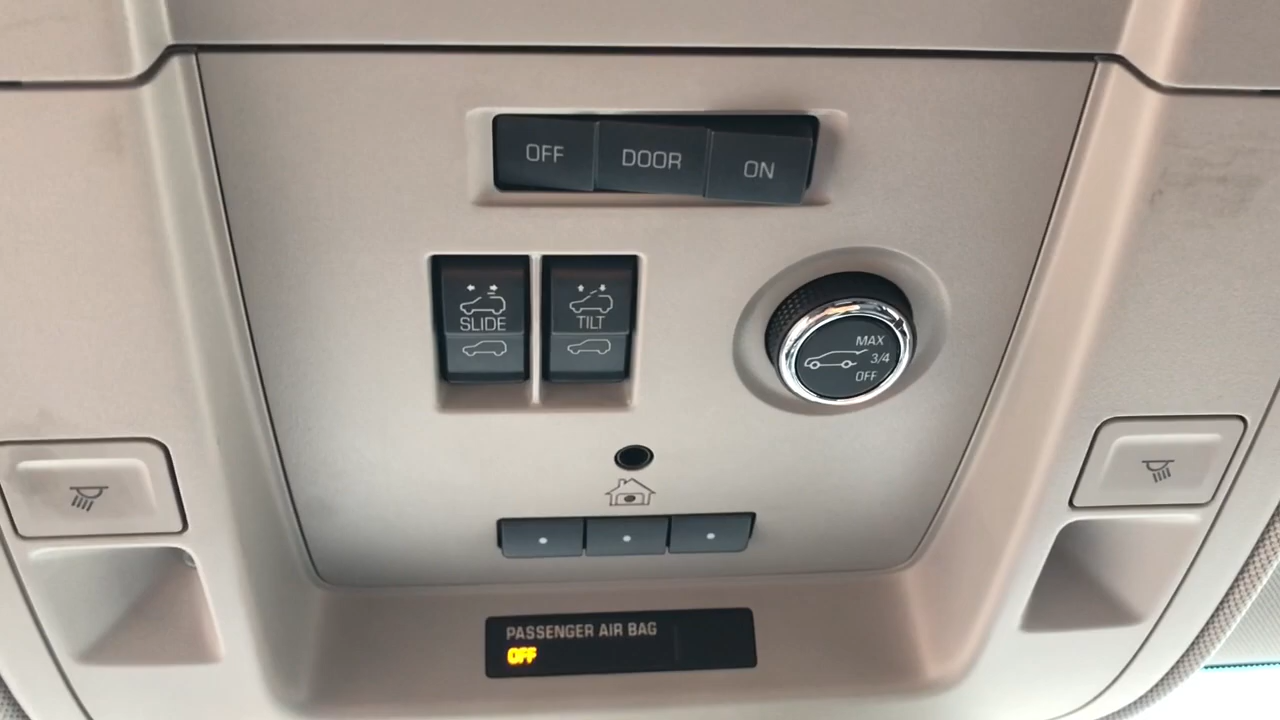 OFF DOOR ON
SLIDE TILT
MAX
3/4
OFF
PASSENGER AIR BAG
OFF